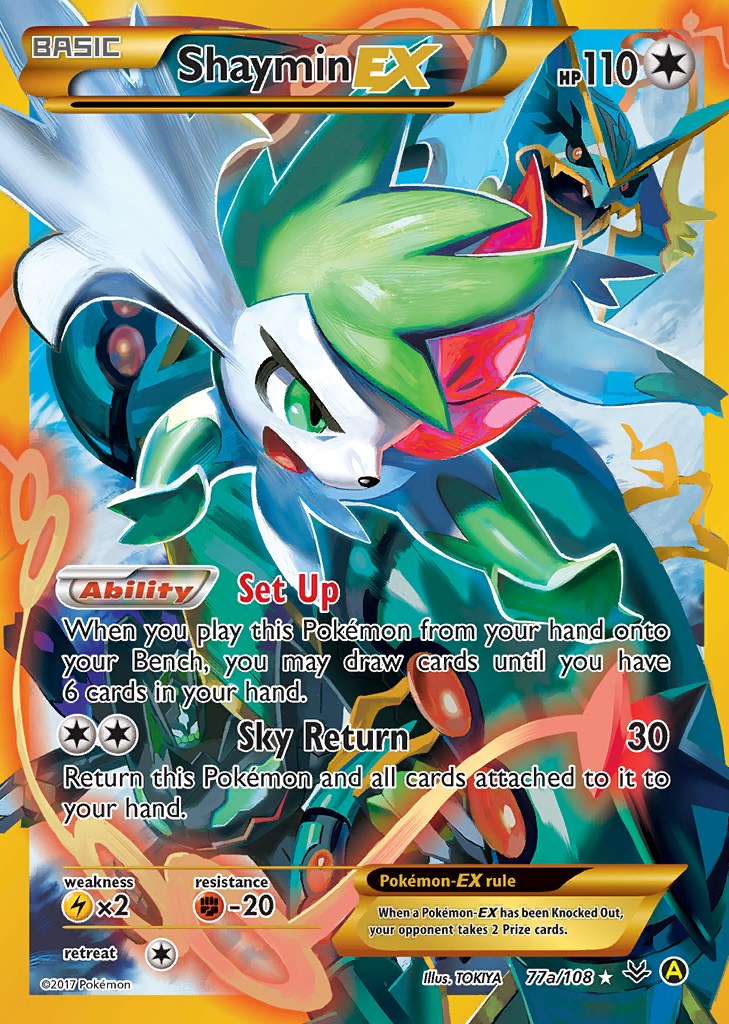 BASIC
Shaymin EX
HP110
Ability Set Up
When you play this Pokémon from your hand onto
your Bench, you may draw cards until you have
6 cards in your hand.
Sky Return 30
Return this Pokémon and all cards attached to it to
your hand.
weakness resistance
×2 -20
retreat
Pokémon-EX rule
When a Pokémon-EX has been Knocked Out,
your opponent takes 2 Prize cards.
©2017 Pokémon Illus. TOKIYA 77a/108 A